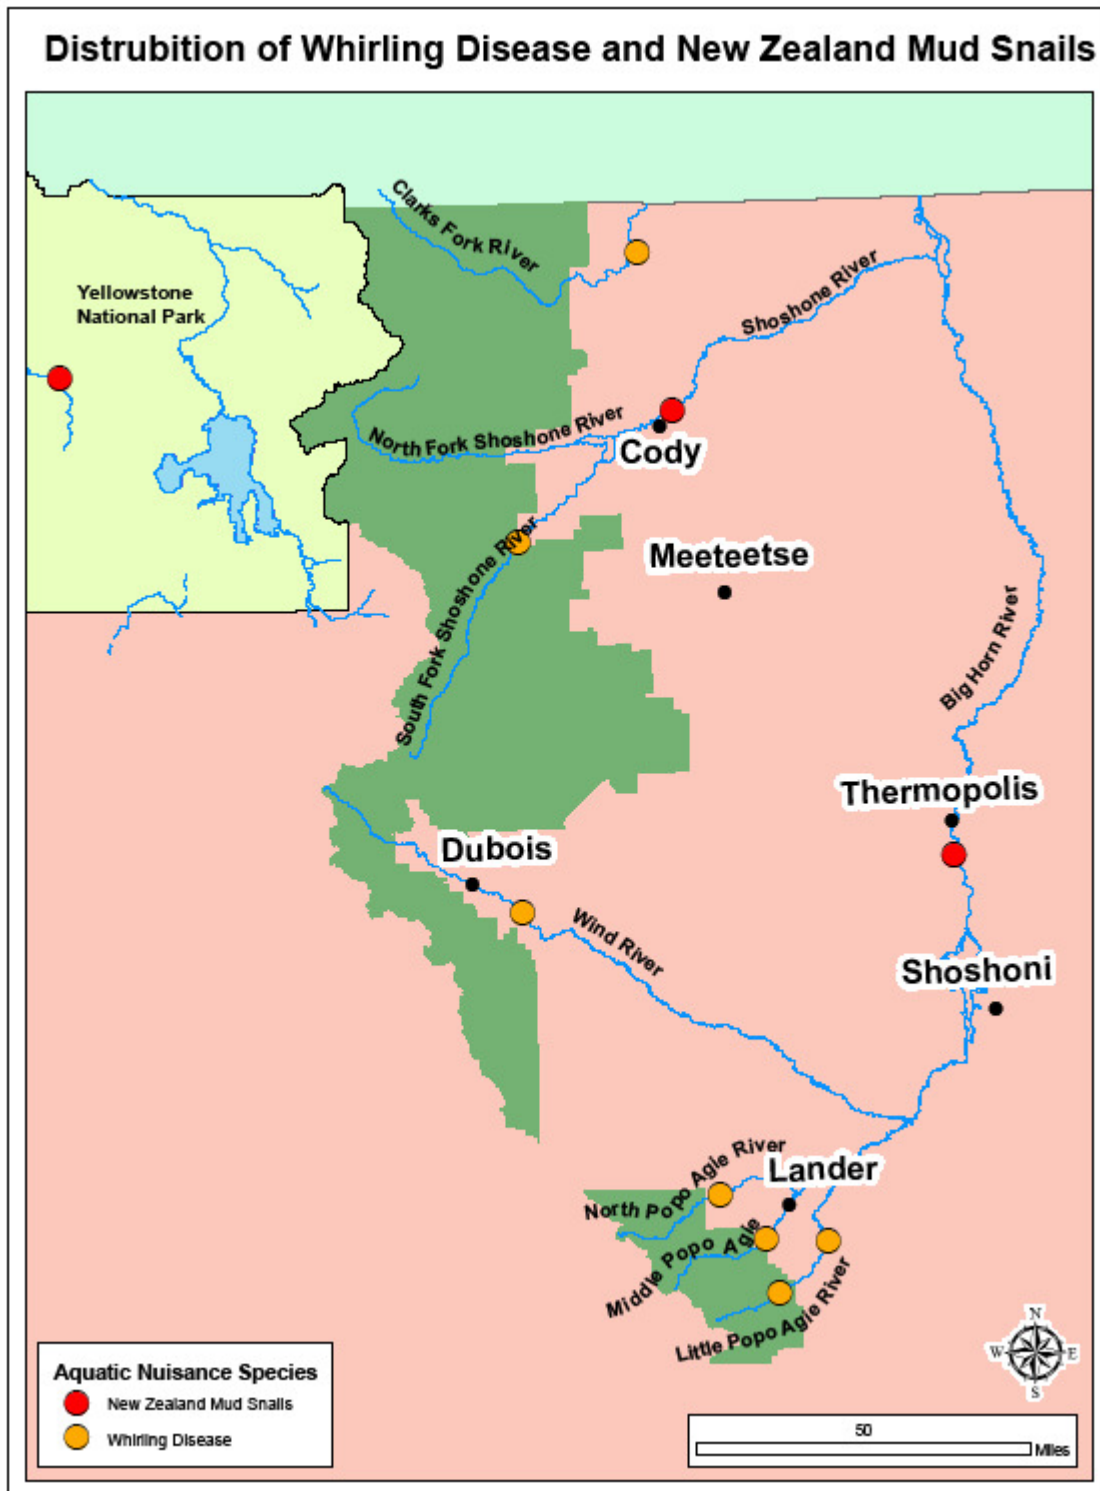 Distrubition of Whirling Disease and New Zealand Mud Snails
Clarks Fork River
Yellowstone
National Park
Shoshone River
North Fork Shoshone River
Cody
South Fork Shoshone River
Meeteetse
Big Horn River
Thermopolis
Dubois
Wind River
Shoshoni
North Popo Agie River
Lander
Middle Popo Agie
Little Popo Agie River
N
W E
S
Aquatic Nuisance Species
New Zealand Mud Snails
Whirling Disease
50
Miles